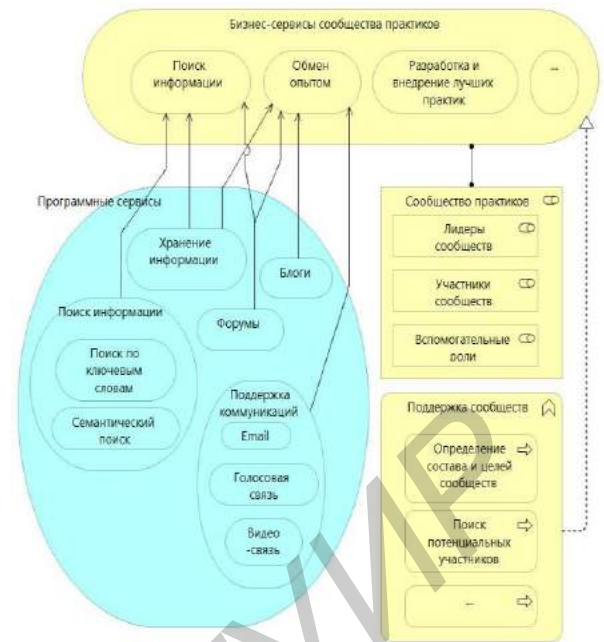 Бизнес-сервисы сообщества практиков
Поиск
информации
Обмен
опытом
Разработка и
внедрение лучших
практик
...
Программные сервисы
Хранение
информации
Блоги
Форумы
Поиск информации
Поиск по
ключевым
словам
Семантический
поиск
Поддержка
коммуникаций
Email
Голосовая
связь
Видео
-связь
Сообщество практиков
Лидеры
сообществ
Участники
сообществ
Вспомогательные
роли
Поддержка сообществ
Определение
состава и целей
сообществ
Поиск
потенциальных
участников
...